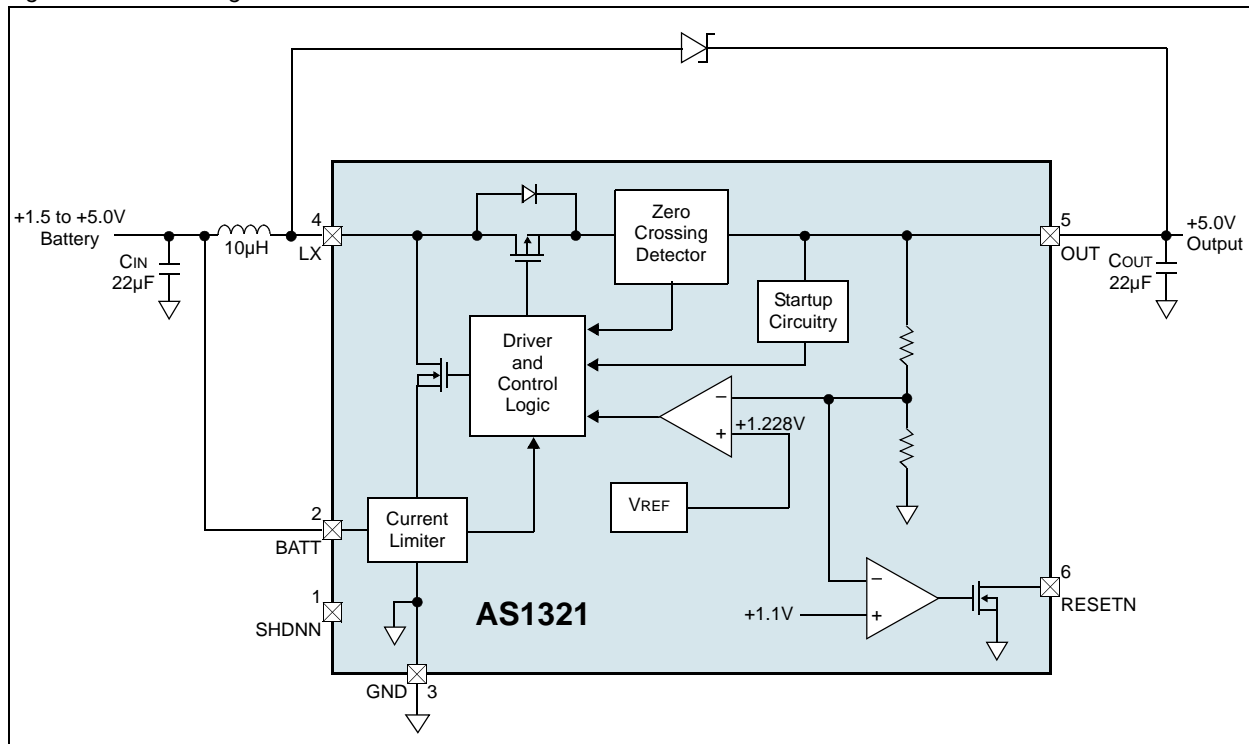 +1.5 to +5.0V
Battery
CIN
22µF
10µH
4
LX
Zero
Crossing
Detector
5
OUT
+5.0V
Output
COUT
22µF
Startup
Circuitry
Driver
and
Control
Logic
−
+
+1.228V
VREF
2
BATT
Current
Limiter
1
SHDNN
AS1321
+1.1V
−
+
6
RESETN
GND
3